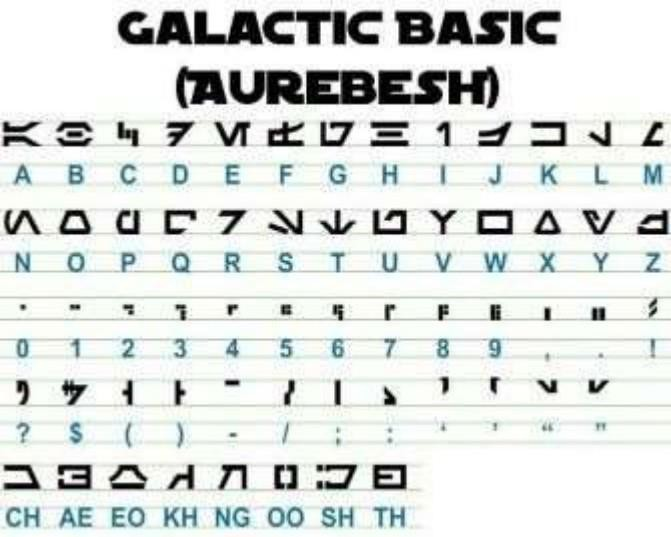 GALACTIC BASIC
(AUREBESH)
A B C D E F G H I J K L M
N O P Q R S T U V W X Y Z
0 1 2 3 4 5 6 7 8 9 , . !
? $ ( ) - / ; : ‘ ’ “ ”
CH AE EO KH NG OO SH TH